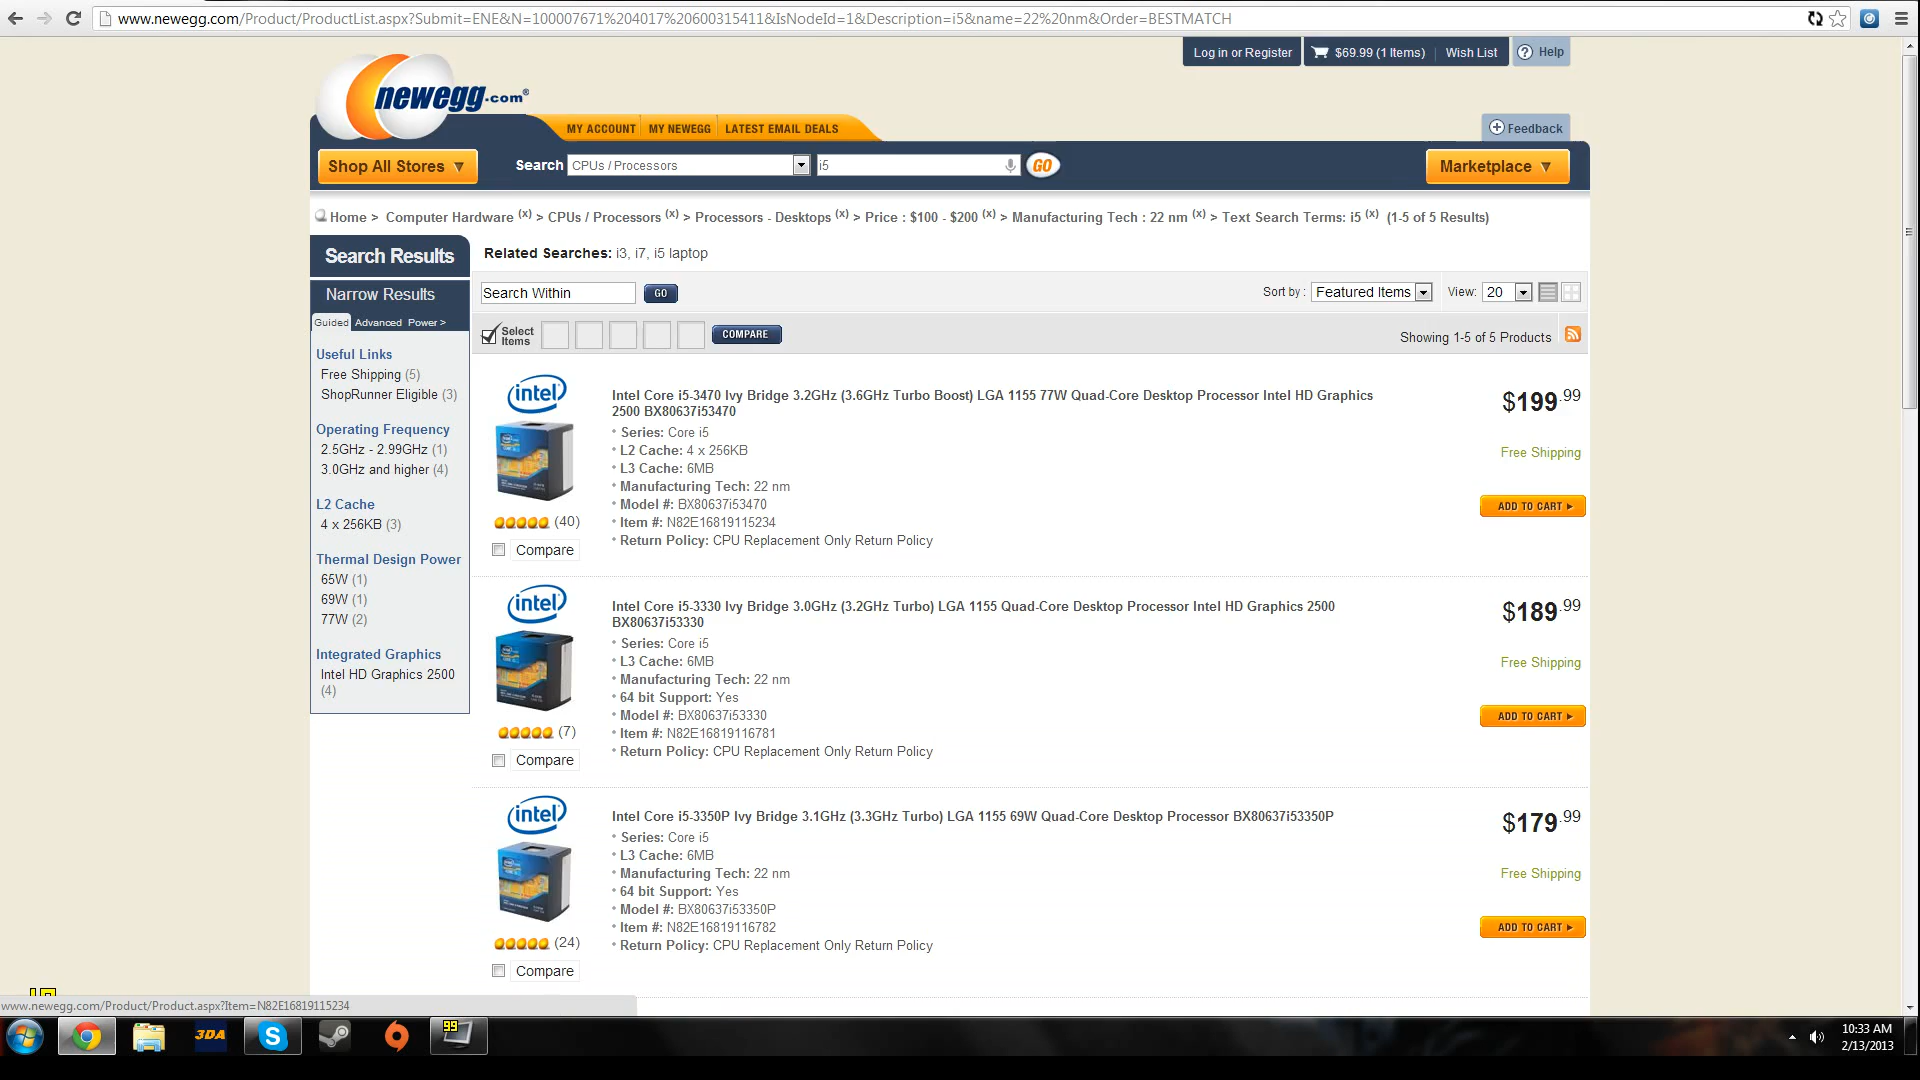 www.newegg.com/Product/ProductList.aspx?Submit=ENE&N=100007671%204017%20600315411&IsNodeId=1&Description=i5&name=22%20nm&Order=BESTMATCH
Log in or Register
$69.99 (1 Items)
Wish List
Help
newegg.com®
MY ACCOUNT
MY NEWEGG
LATEST EMAIL DEALS
Feedback
Shop All Stores
Search
CPUs / Processors
i5
GO
Marketplace
Home > Computer Hardware (x) > CPUs / Processors (x) > Processors - Desktops (x) > Price : $100 - $200 (x) > Manufacturing Tech : 22 nm (x) > Text Search Terms: i5 (x) (1-5 of 5 Results)
Search Results
Narrow Results
Guided Advanced Power >
Useful Links
Free Shipping (5)
ShopRunner Eligible (3)
Operating Frequency
2.5GHz - 2.99GHz (1)
3.0GHz and higher (4)
L2 Cache
4 x 256KB (3)
Thermal Design Power
65W (1)
69W (1)
77W (2)
Integrated Graphics
Intel HD Graphics 2500
(4)
Related Searches: i3, i7, i5 laptop
Search Within
GO
Sort by :
Featured Items
View:
20
Select
Items
COMPARE
Showing 1-5 of 5 Products
intel
Intel Core i5-3470 Ivy Bridge 3.2GHz (3.6GHz Turbo Boost) LGA 1155 77W Quad-Core Desktop Processor Intel HD Graphics
2500 BX80637i53470
Series: Core i5
L2 Cache: 4 x 256KB
L3 Cache: 6MB
Manufacturing Tech: 22 nm
Model #: BX80637i53470
Item #: N82E16819115234
Return Policy: CPU Replacement Only Return Policy
(40)
Compare
$199.99
Free Shipping
ADD TO CART
intel
Intel Core i5-3330 Ivy Bridge 3.0GHz (3.2GHz Turbo) LGA 1155 Quad-Core Desktop Processor Intel HD Graphics 2500
BX80637i53330
Series: Core i5
L3 Cache: 6MB
Manufacturing Tech: 22 nm
64 bit Support: Yes
Model #: BX80637i53330
Item #: N82E16819116781
Return Policy: CPU Replacement Only Return Policy
(7)
Compare
$189.99
Free Shipping
ADD TO CART
intel
Intel Core i5-3350P Ivy Bridge 3.1GHz (3.3GHz Turbo) LGA 1155 69W Quad-Core Desktop Processor BX80637i53350P
Series: Core i5
L3 Cache: 6MB
Manufacturing Tech: 22 nm
64 bit Support: Yes
Model #: BX80637i53350P
Item #: N82E16819116782
Return Policy: CPU Replacement Only Return Policy
(24)
Compare
$179.99
Free Shipping
ADD TO CART
www.newegg.com/Product/Product.aspx?Item=N82E16819115234
3DA
99
10:33 AM
2/13/2013